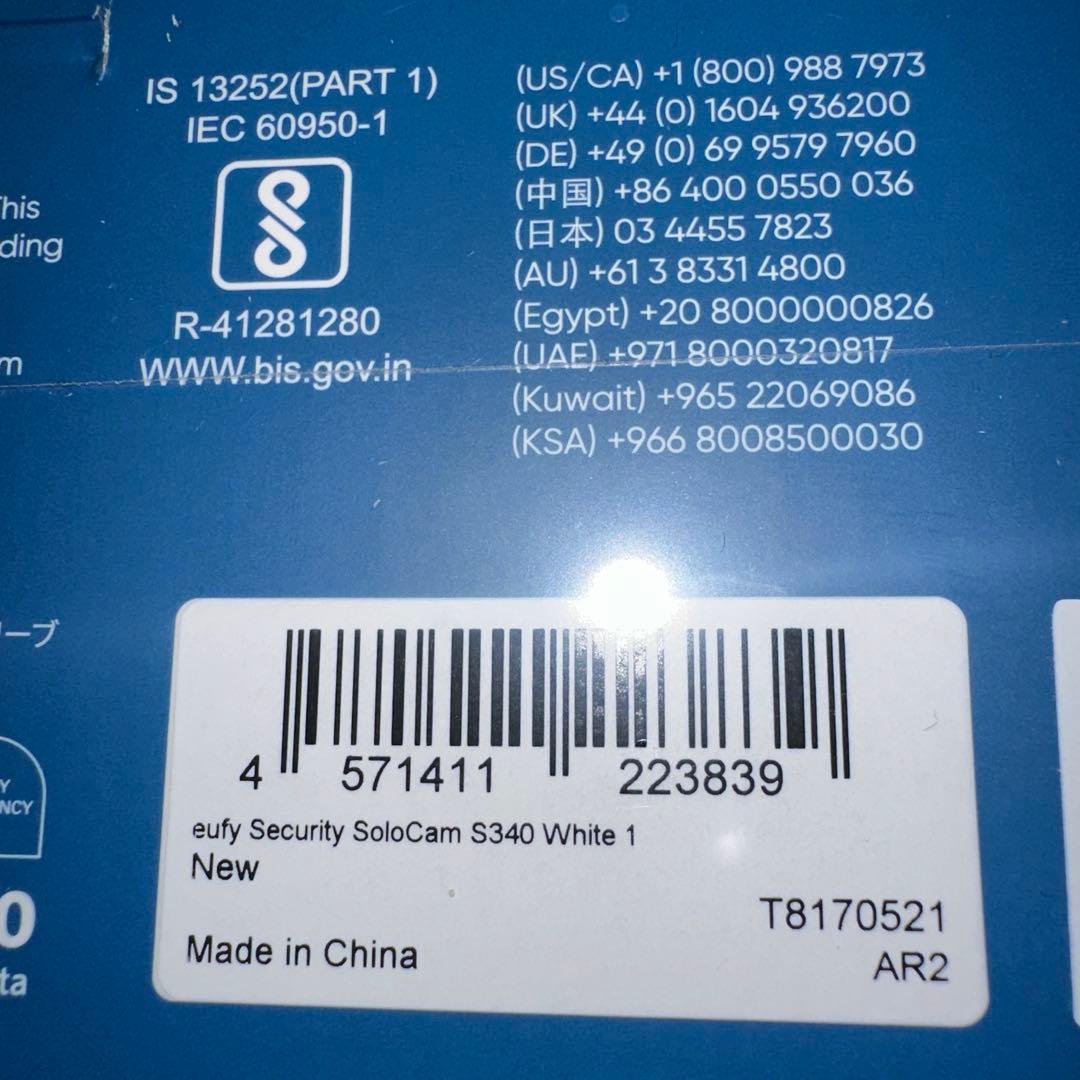 IS 13252(PART 1)
IEC 60950-1
R-41281280
WWW.bis.gov.in
(US/CA) +1 (800) 988 7973
(UK) +44 (0) 1604 936200
(DE) +49 (0) 69 9579 7960
(中国) +86 400 0550 036
(日本) 03 4455 7823
(AU) +61 3 8331 4800
(Egypt) +20 8000000826
(UAE) +971 8000320817
(Kuwait) +965 22069086
(KSA) +966 8008500030
4 571411 223839
eufy Security SoloCam S340 White 1
New
T8170521
Made in China
AR2